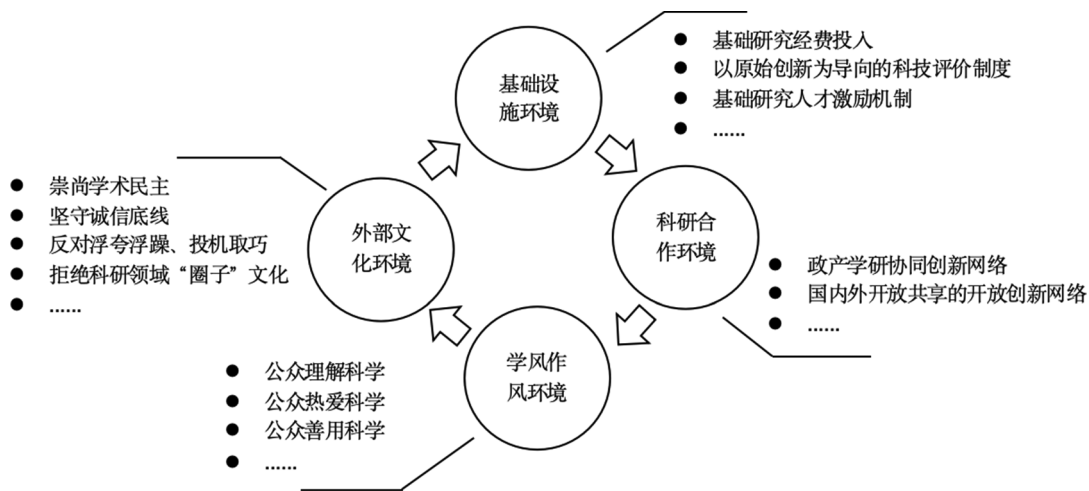 基础设
施环境
基础研究经费投入
以原始创新为导向的科技评价制度
基础研究人才激励机制
……
科研合
作环境
政产学研协同创新网络
国内外开放共享的开放创新网络
……
学风作
风环境
公众理解科学
公众热爱科学
公众善用科学
……
外部文
化环境
崇尚学术民主
坚守诚信底线
反对浮夸浮躁、投机取巧
拒绝科研领域“圈子”文化
……